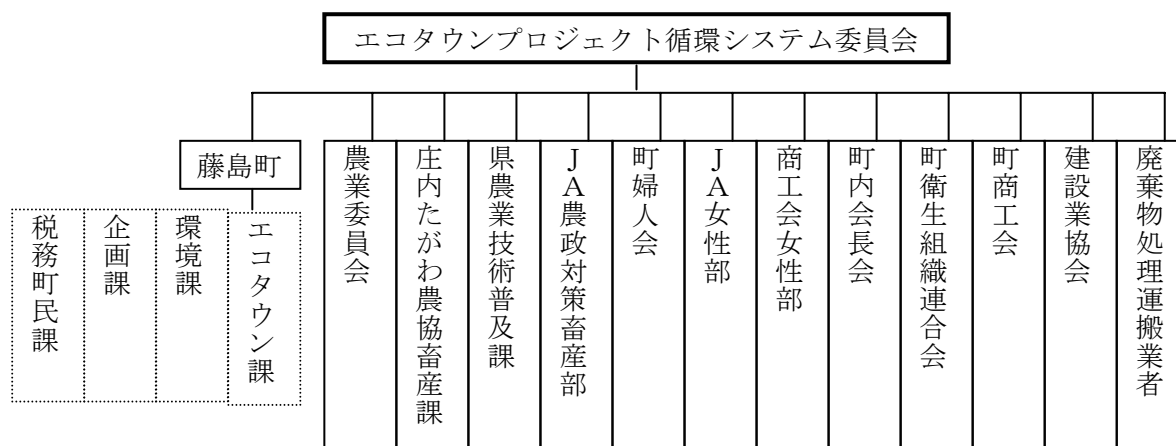 エコタウンプロジェクト循環システム委員会
藤島町
税務町民課
企画課
環境課
エコタウン課
農業委員会
庄内たがわ農協畜産課
県農業技術普及課
ＪＡ農政対策畜産部
町婦人会
ＪＡ女性部
商工会女性部
町内会長会
町衛生組織連合会
町商工会
建設業協会
廃棄物処理運搬業者